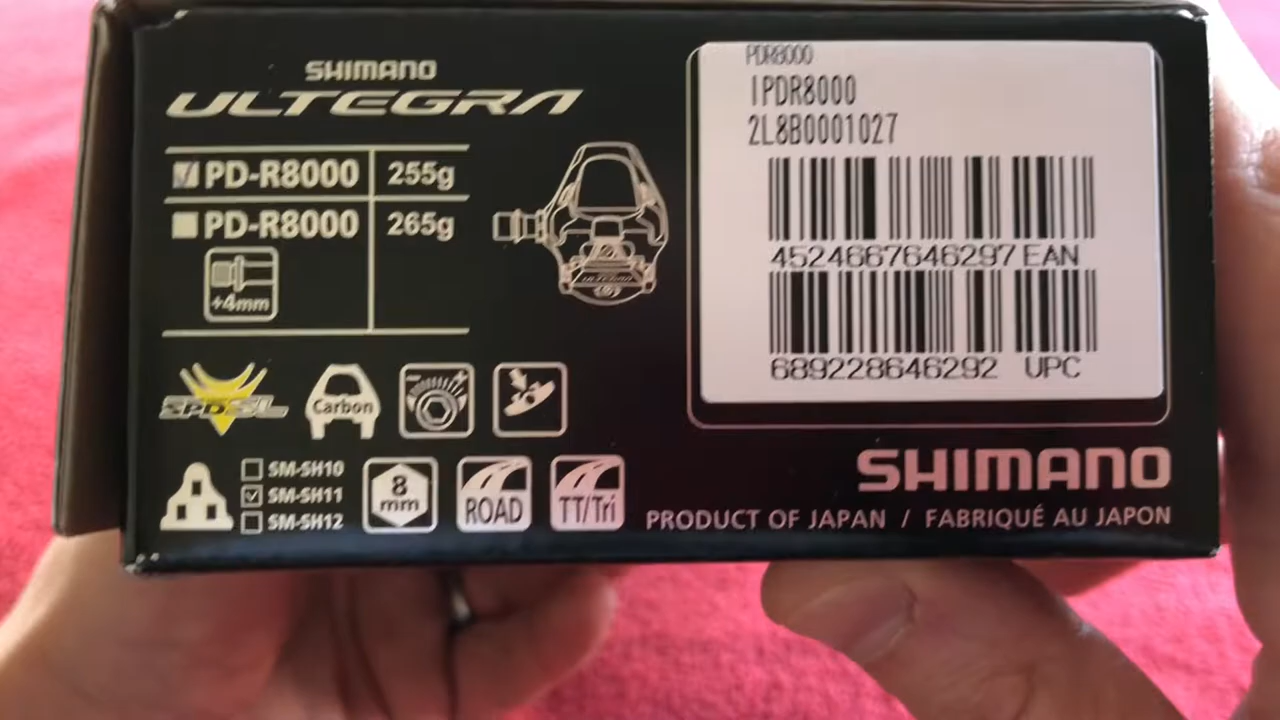 SHIMANO
ULTEGRA
PD-R8000 255g
PD-R8000 265g
+4mm
SPD-SL
Carbon
- +
SM-SH10
SM-SH11
SM-SH12
8 mm
ROAD
TT/Tri
PDR8000
IPDR8000
2L8B0001027
4524667646297 EAN
689228646292 UPC
SHIMANO
PRODUCT OF JAPAN / FABRIQUÉ AU JAPON
ULTEGRA